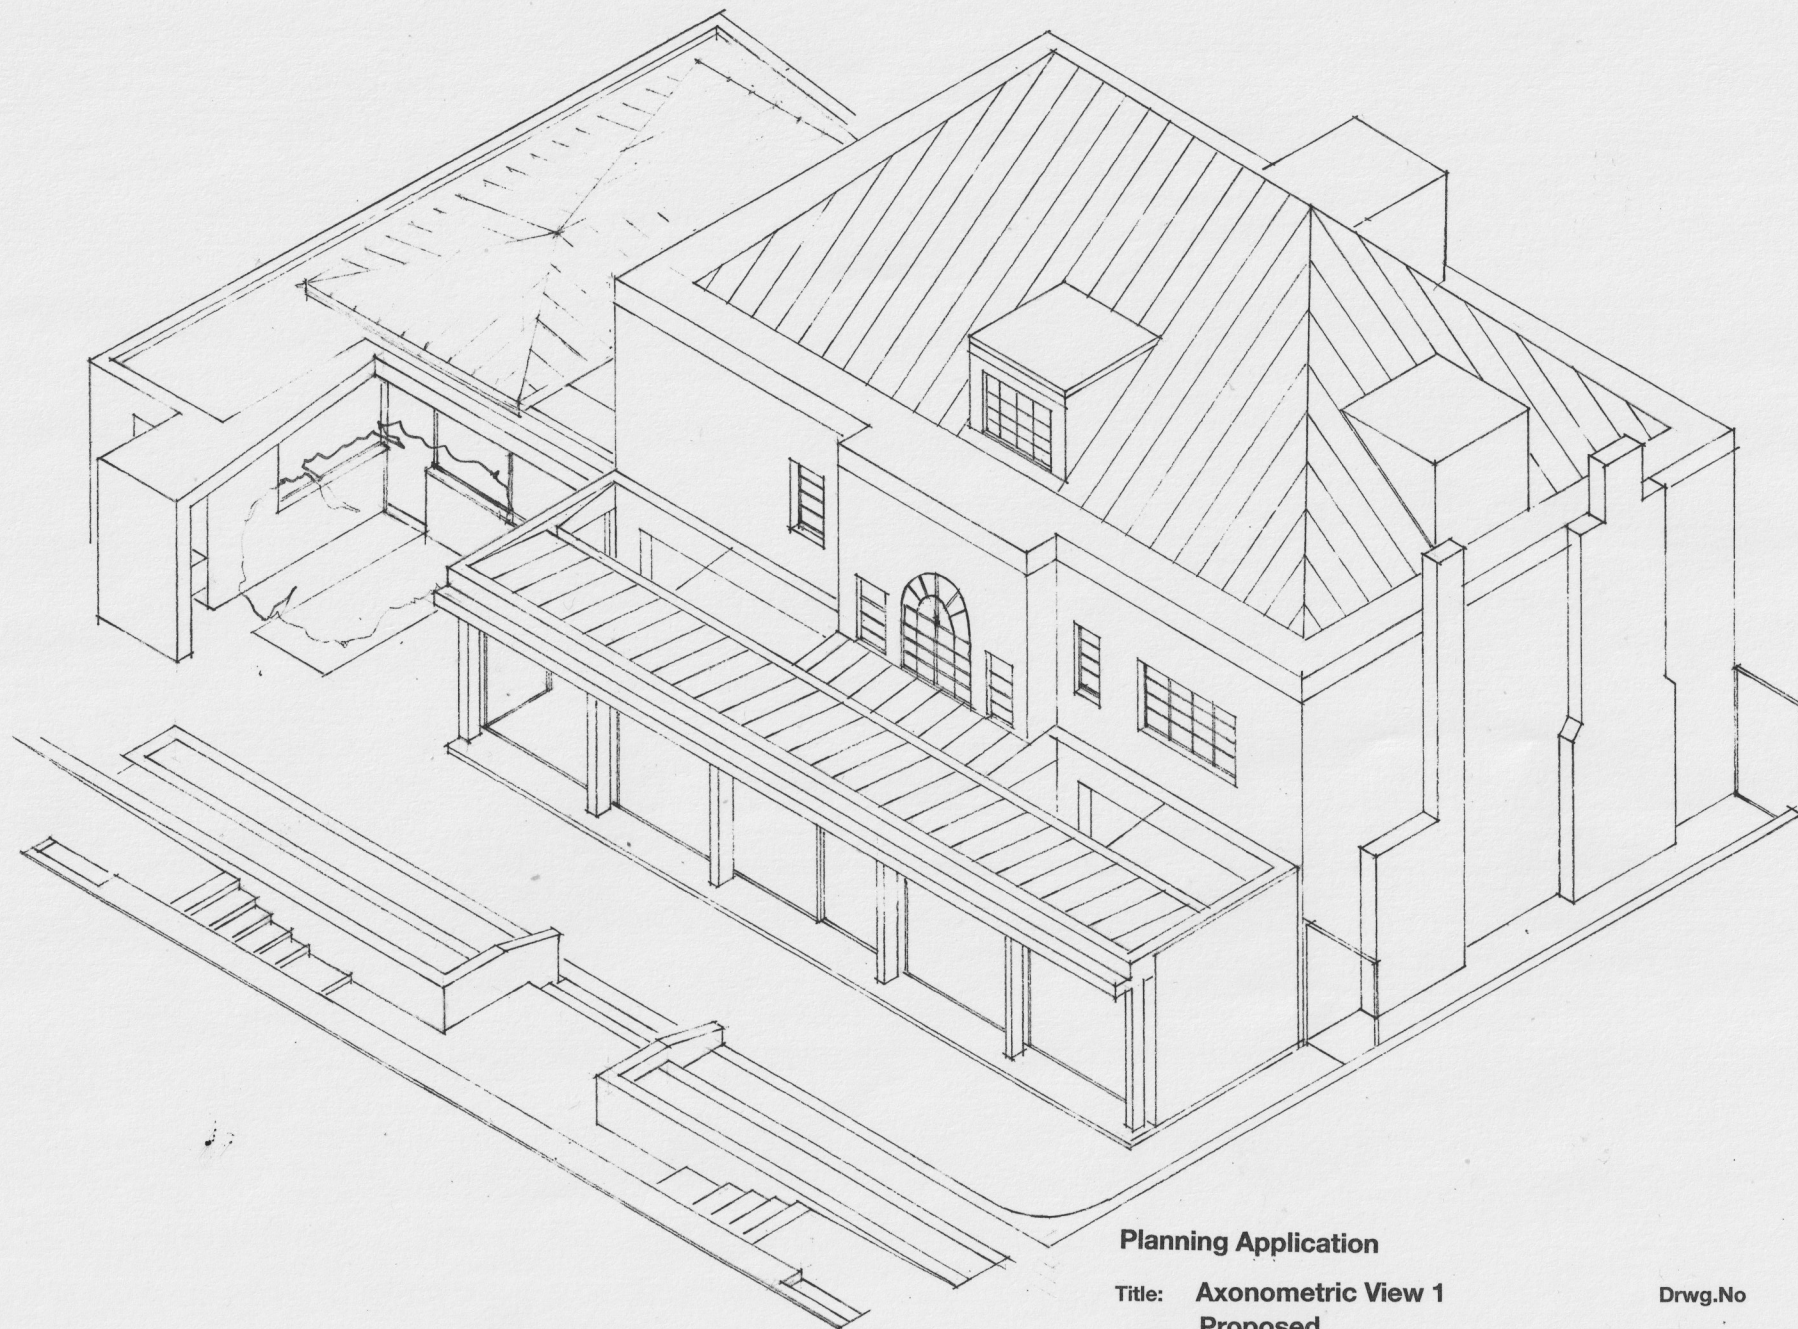 Planning Application
Title: Axonometric View 1 Drwg.No
Proposed